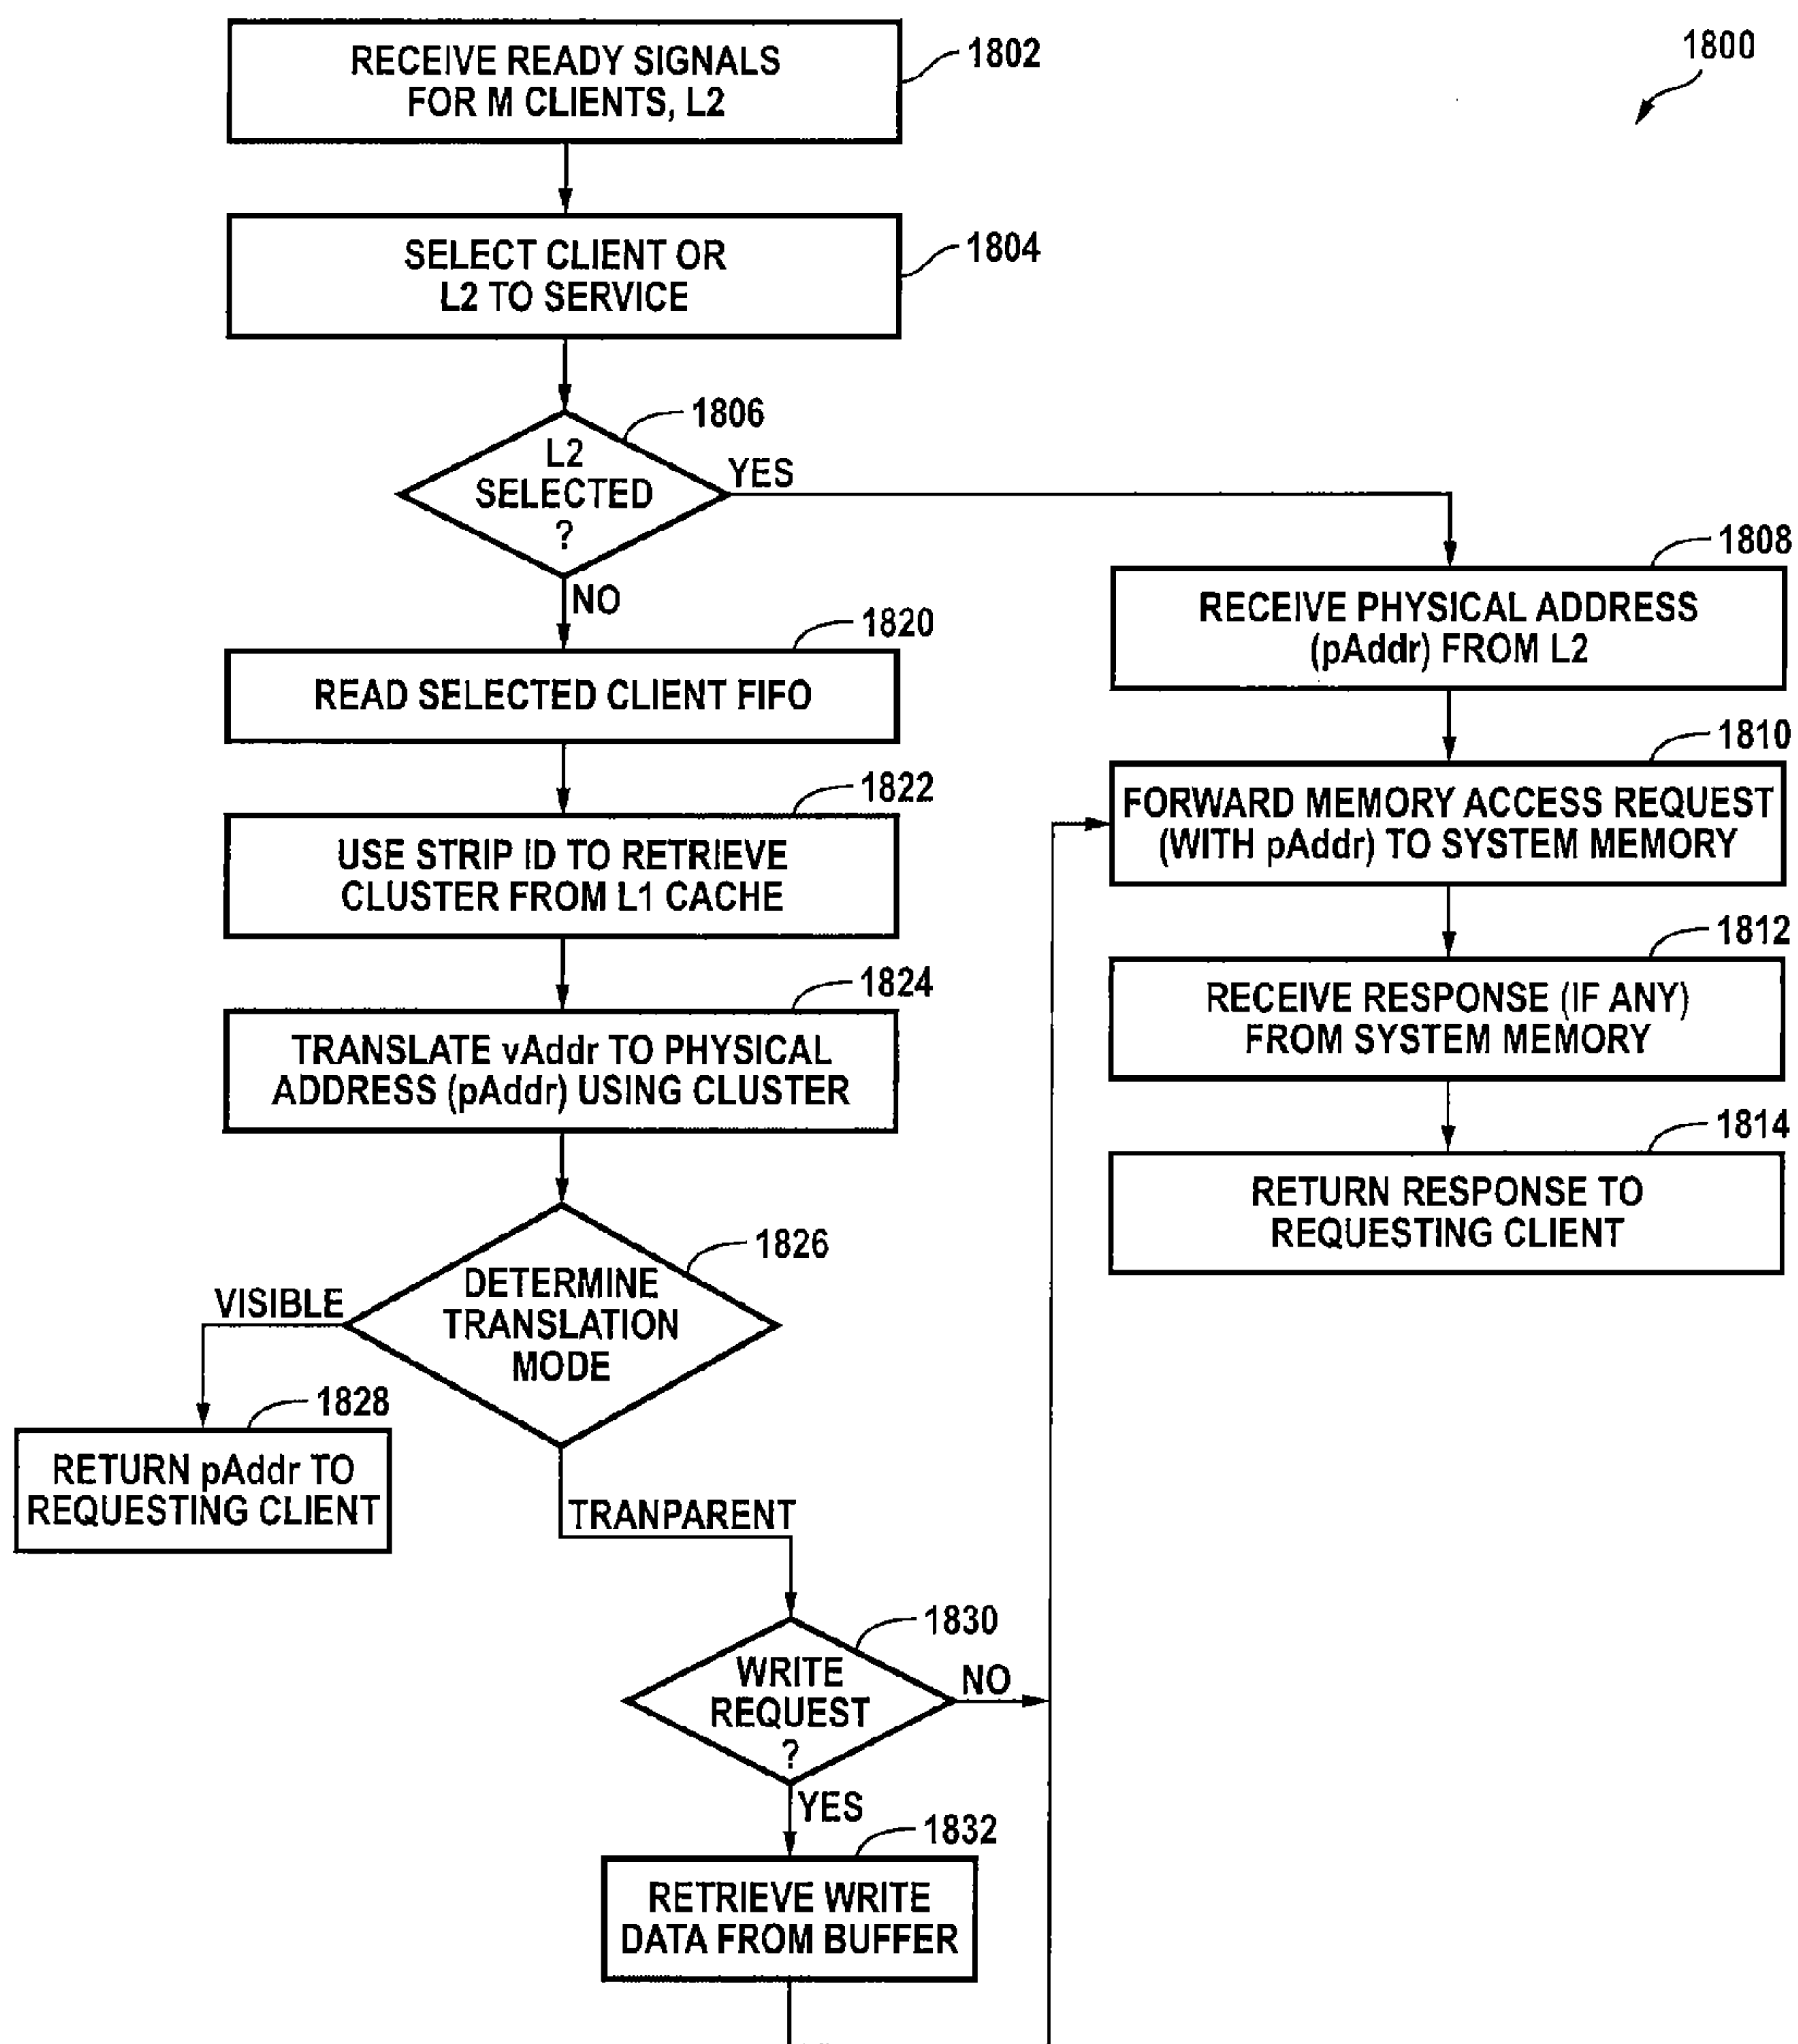 1800
RECEIVE READY SIGNALS
FOR M CLIENTS, L2
1802
SELECT CLIENT OR
L2 TO SERVICE
1804
L2
SELECTED
?
1806
YES
NO
RECEIVE PHYSICAL ADDRESS
(pAddr) FROM L2
1808
FORWARD MEMORY ACCESS REQUEST
(WITH pAddr) TO SYSTEM MEMORY
1810
RECEIVE RESPONSE (IF ANY)
FROM SYSTEM MEMORY
1812
RETURN RESPONSE TO
REQUESTING CLIENT
1814
READ SELECTED CLIENT FIFO
1820
USE STRIP ID TO RETRIEVE
CLUSTER FROM L1 CACHE
1822
TRANSLATE vAddr TO PHYSICAL
ADDRESS (pAddr) USING CLUSTER
1824
DETERMINE
TRANSLATION
MODE
1826
VISIBLE
RETURN pAddr TO
REQUESTING CLIENT
1828
TRANPARENT
WRITE
REQUEST
?
1830
NO
YES
RETRIEVE WRITE
DATA FROM BUFFER
1832